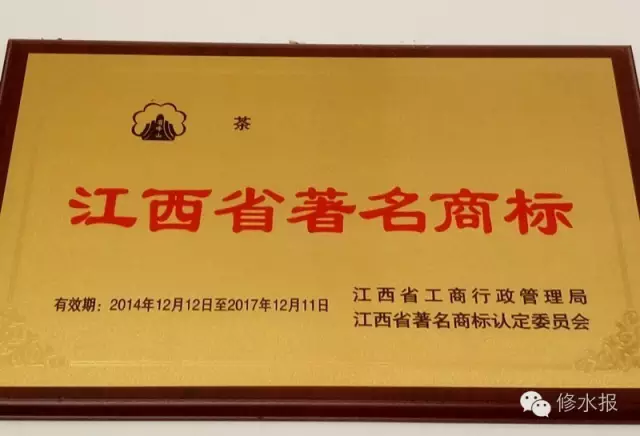 茶
江西省著名商标
有效期：2014年12月12日至2017年12月11日
江西省工商行政管理局
江西省著名商标认定委员会
修水报